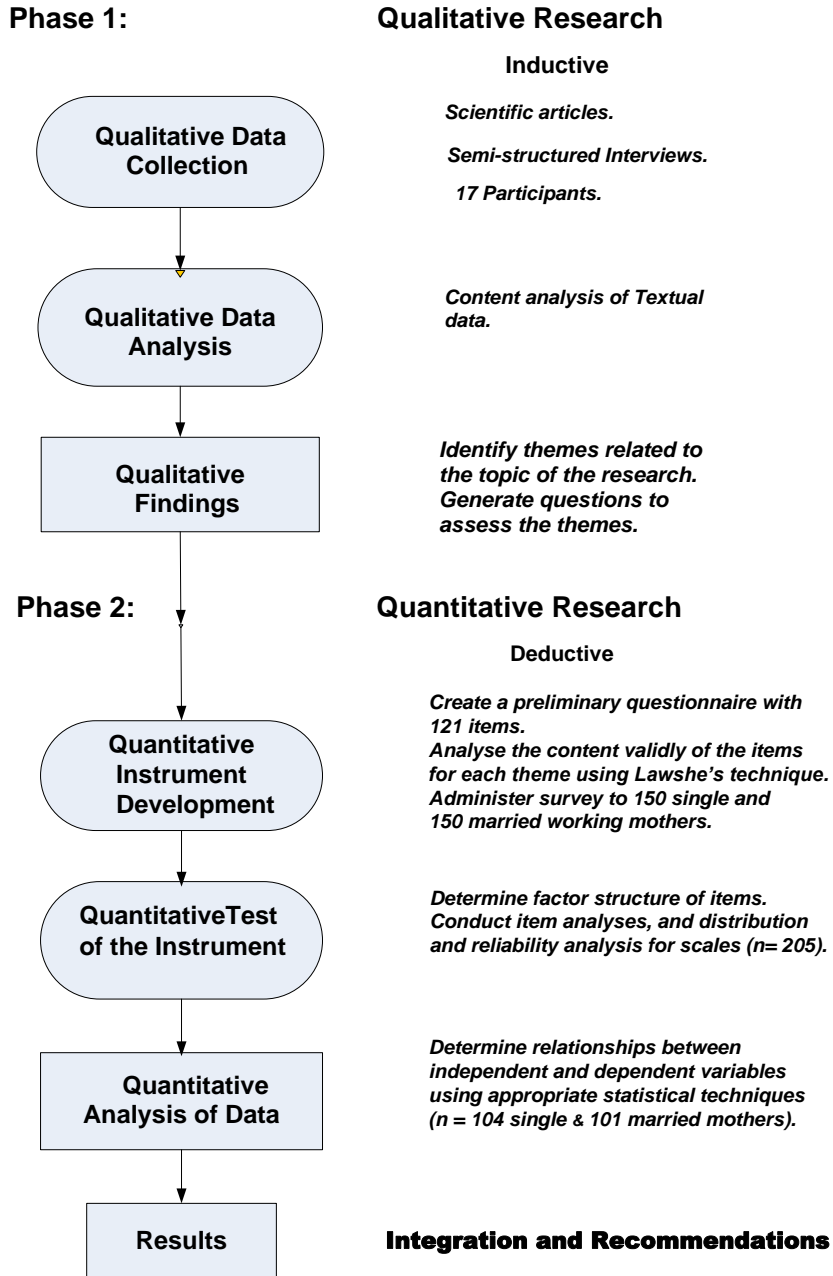 Phase 1:
Qualitative Research
Inductive
Qualitative Data
Collection
Scientific articles.
Semi-structured Interviews.
17 Participants.
Qualitative Data
Analysis
Content analysis of Textual
data.
Qualitative
Findings
Identify themes related to
the topic of the research.
Generate questions to
assess the themes.
Phase 2:
Quantitative Research
Deductive
Quantitative
Instrument
Development
Create a preliminary questionnaire with
121 items.
Analyse the content validly of the items
for each theme using Lawshe's technique.
Administer survey to 150 single and
150 married working mothers.
QuantitativeTest
of the Instrument
Determine factor structure of items.
Conduct item analyses, and distribution
and reliability analysis for scales (n= 205).
Quantitative
Analysis of Data
Determine relationships between
independent and dependent variables
using appropriate statistical techniques
(n = 104 single & 101 married mothers).
Results
Integration and Recommendations